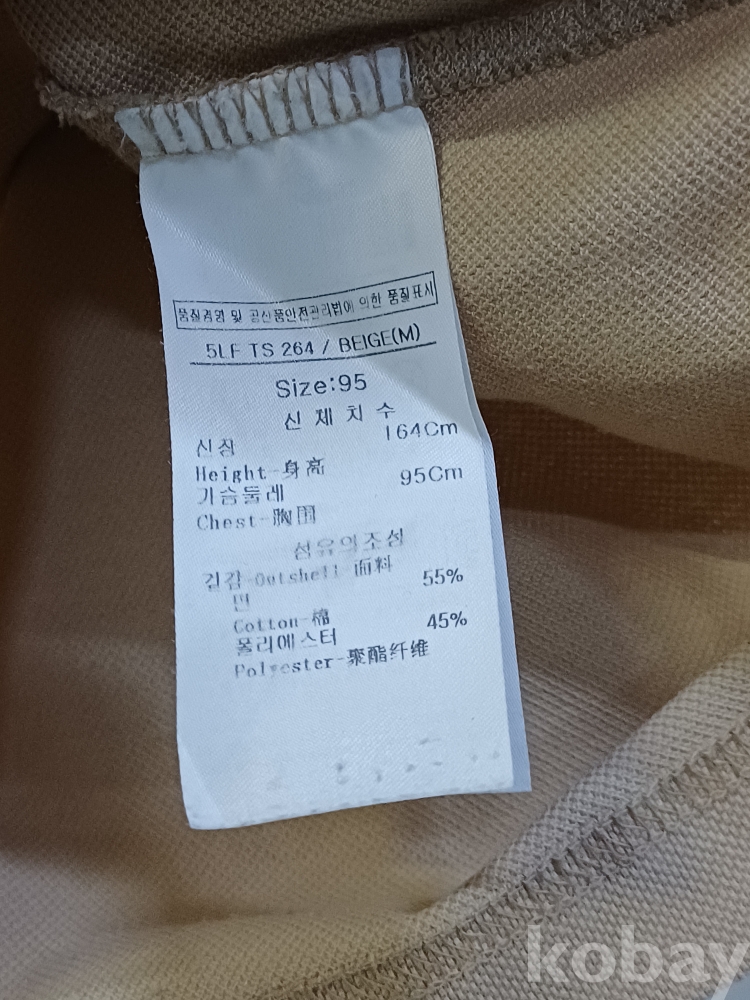 품질경영 및 공산품안전관리법에 의한 품질표시
5LF TS 264 / BEIGE(M)
Size:95
신 체 치 수
신장 164Cm
Height-身高
가슴둘레 95Cm
Chest-胸围
섬유의조성
겉감-Outshell 面料
면 55%
Cotton-棉
폴리에스터 45%
Polyester-聚酯纤维
kobay